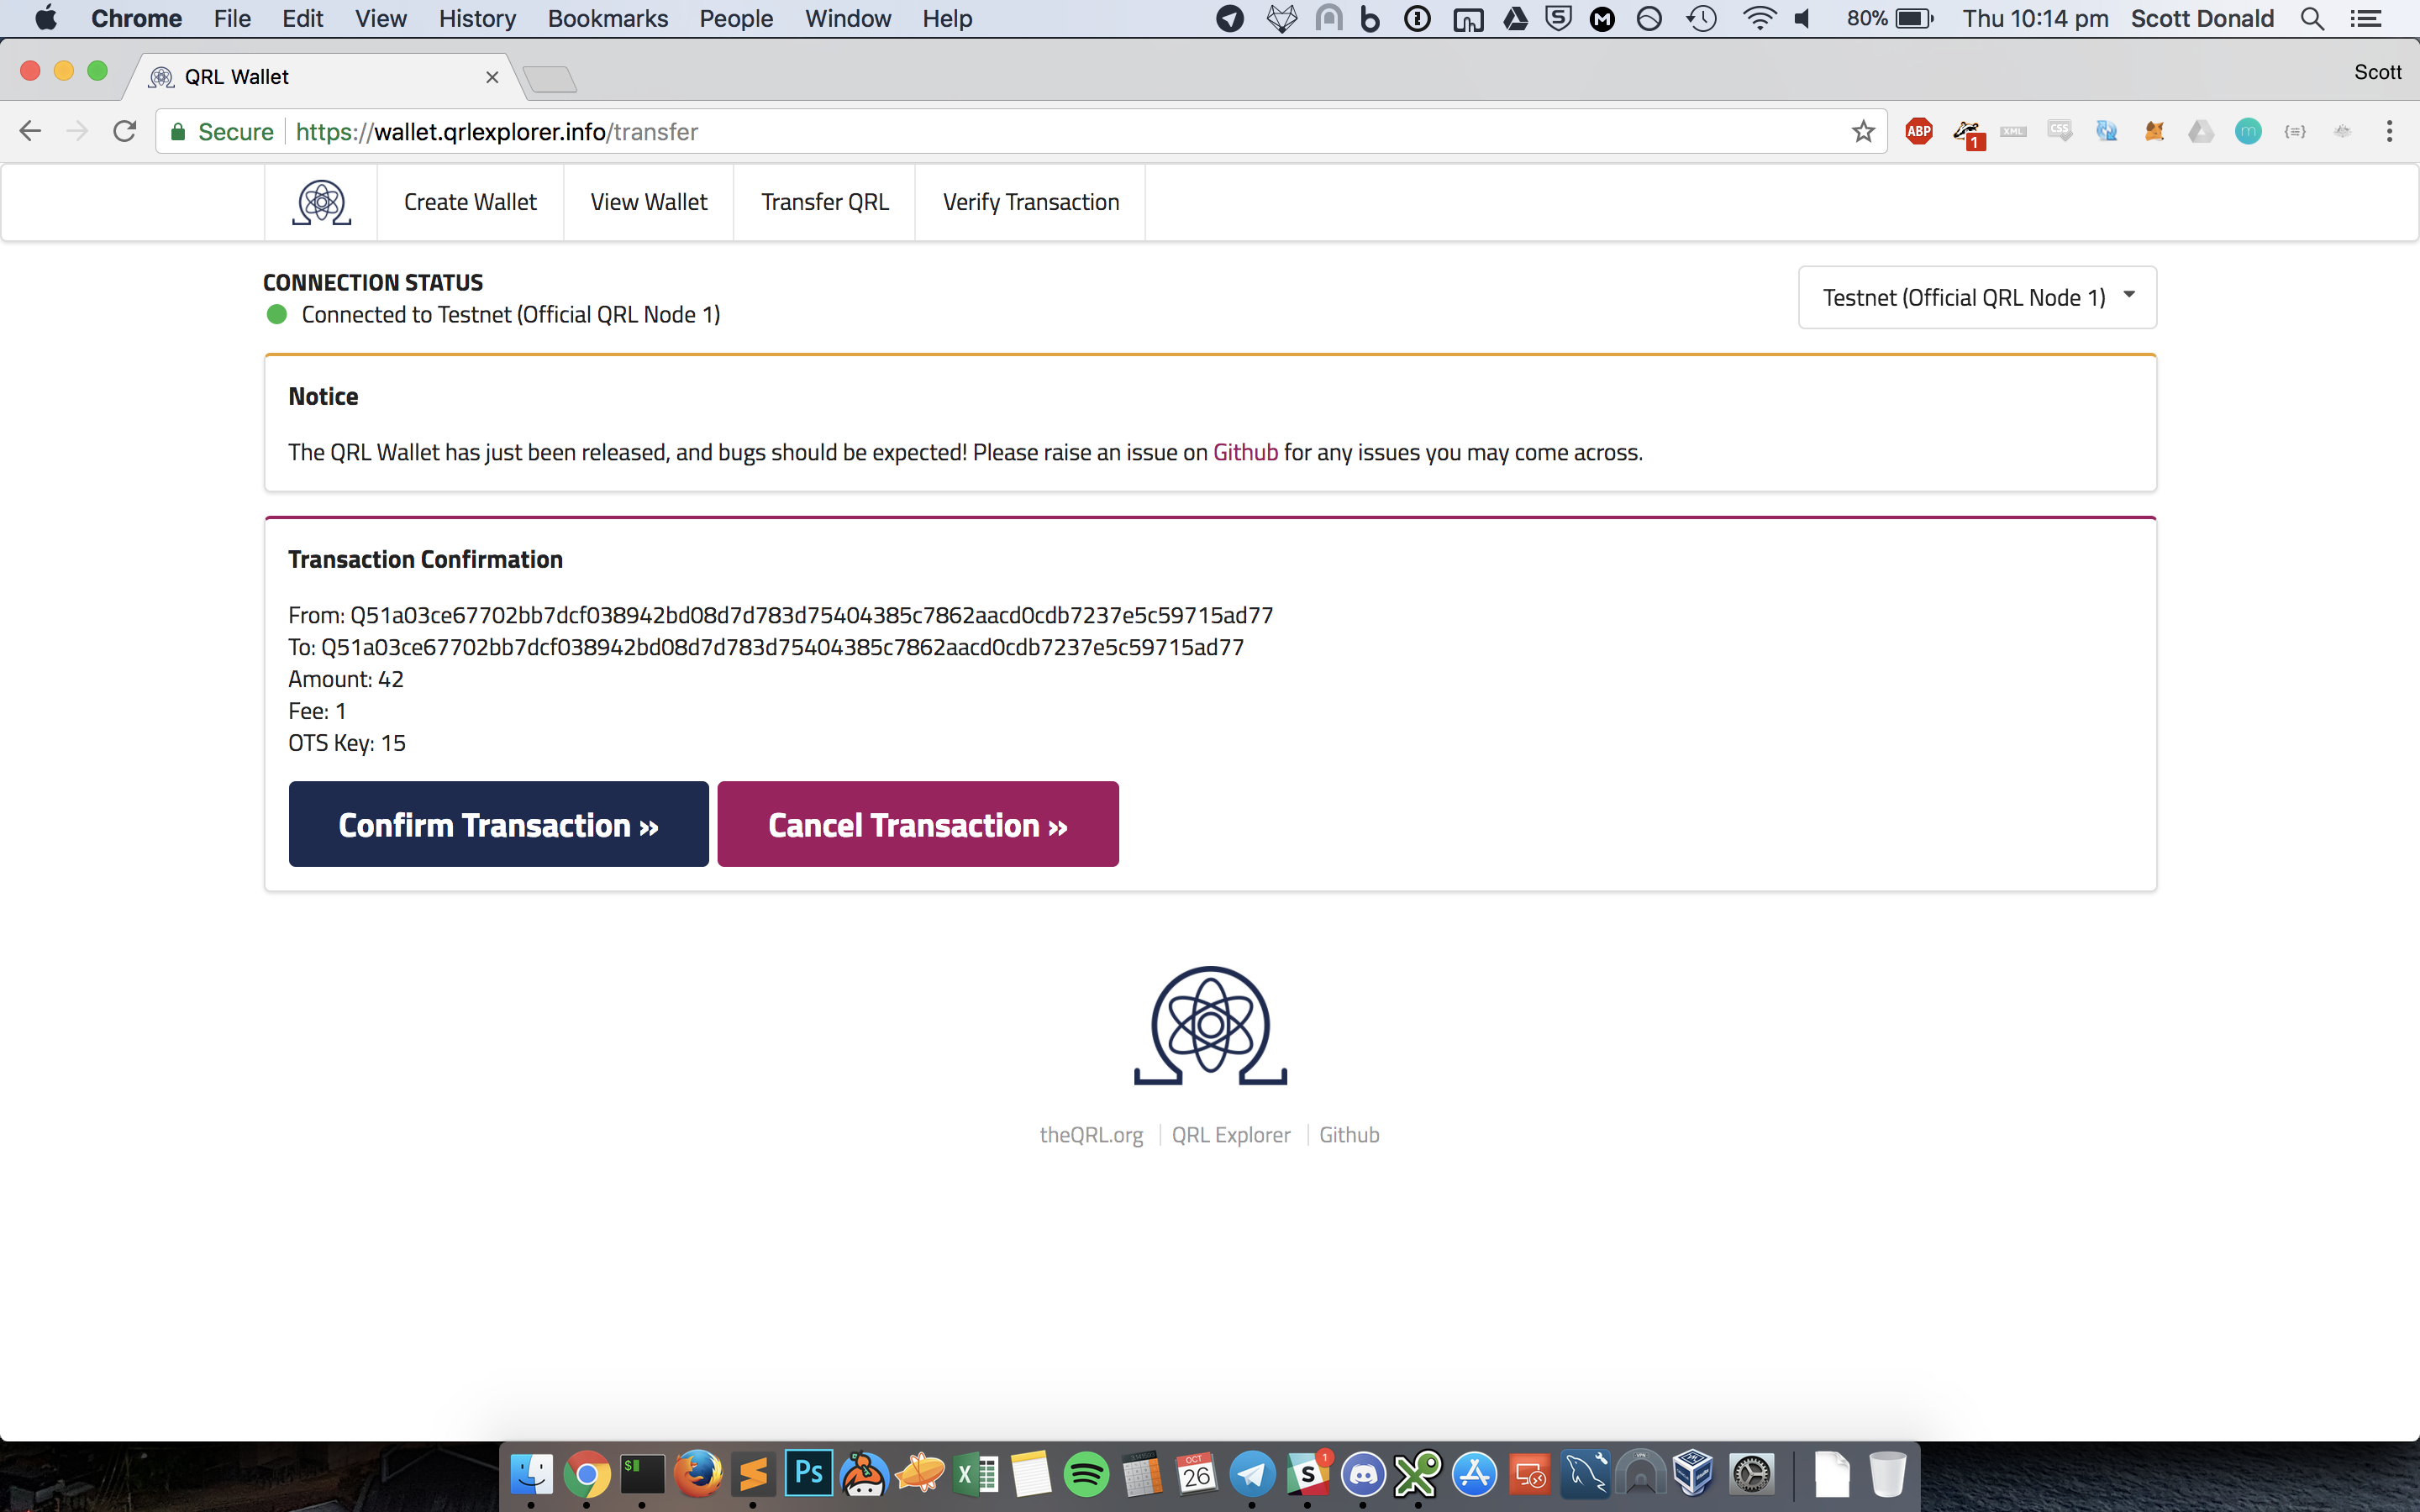 Chrome File Edit View History Bookmarks People Window Help 80% Thu 10:14 pm Scott Donald
QRL Wallet Scott
Secure https://wallet.qrlexplorer.info/transfer ABP 1 XML CSS m
Create Wallet View Wallet Transfer QRL Verify Transaction
CONNECTION STATUS
Connected to Testnet (Official QRL Node 1)
Testnet (Official QRL Node 1)
Notice
The QRL Wallet has just been released, and bugs should be expected! Please raise an issue on Github for any issues you may come across.
Transaction Confirmation
From: Q51a03ce67702bb7dcf038942bd08d7d783d75404385c7862aacd0cdb7237e5c59715ad77
To: Q51a03ce67702bb7dcf038942bd08d7d783d75404385c7862aacd0cdb7237e5c59715ad77
Amount: 42
Fee: 1
OTS Key: 15
Confirm Transaction » Cancel Transaction »
theQRL.org QRL Explorer Github
$ Ps X OCT 26 S 1